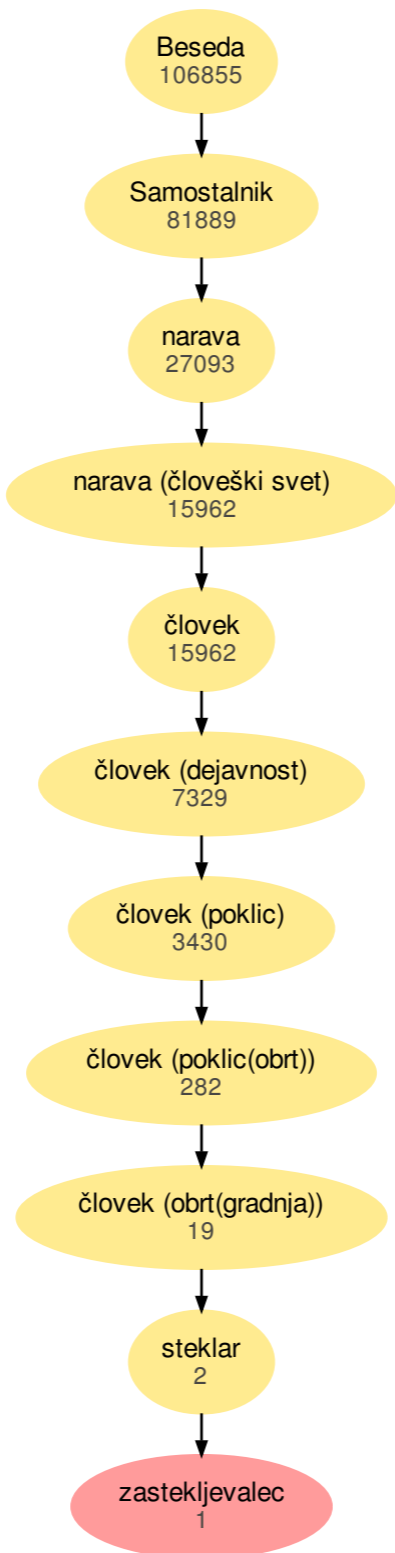 Beseda
106855
Samostalnik
81889
narava
27093
narava (človeški svet)
15962
človek
15962
človek (dejavnost)
7329
človek (poklic)
3430
človek (poklic(obrt))
282
človek (obrt(gradnja))
19
steklar
2
zastekljevalec
1